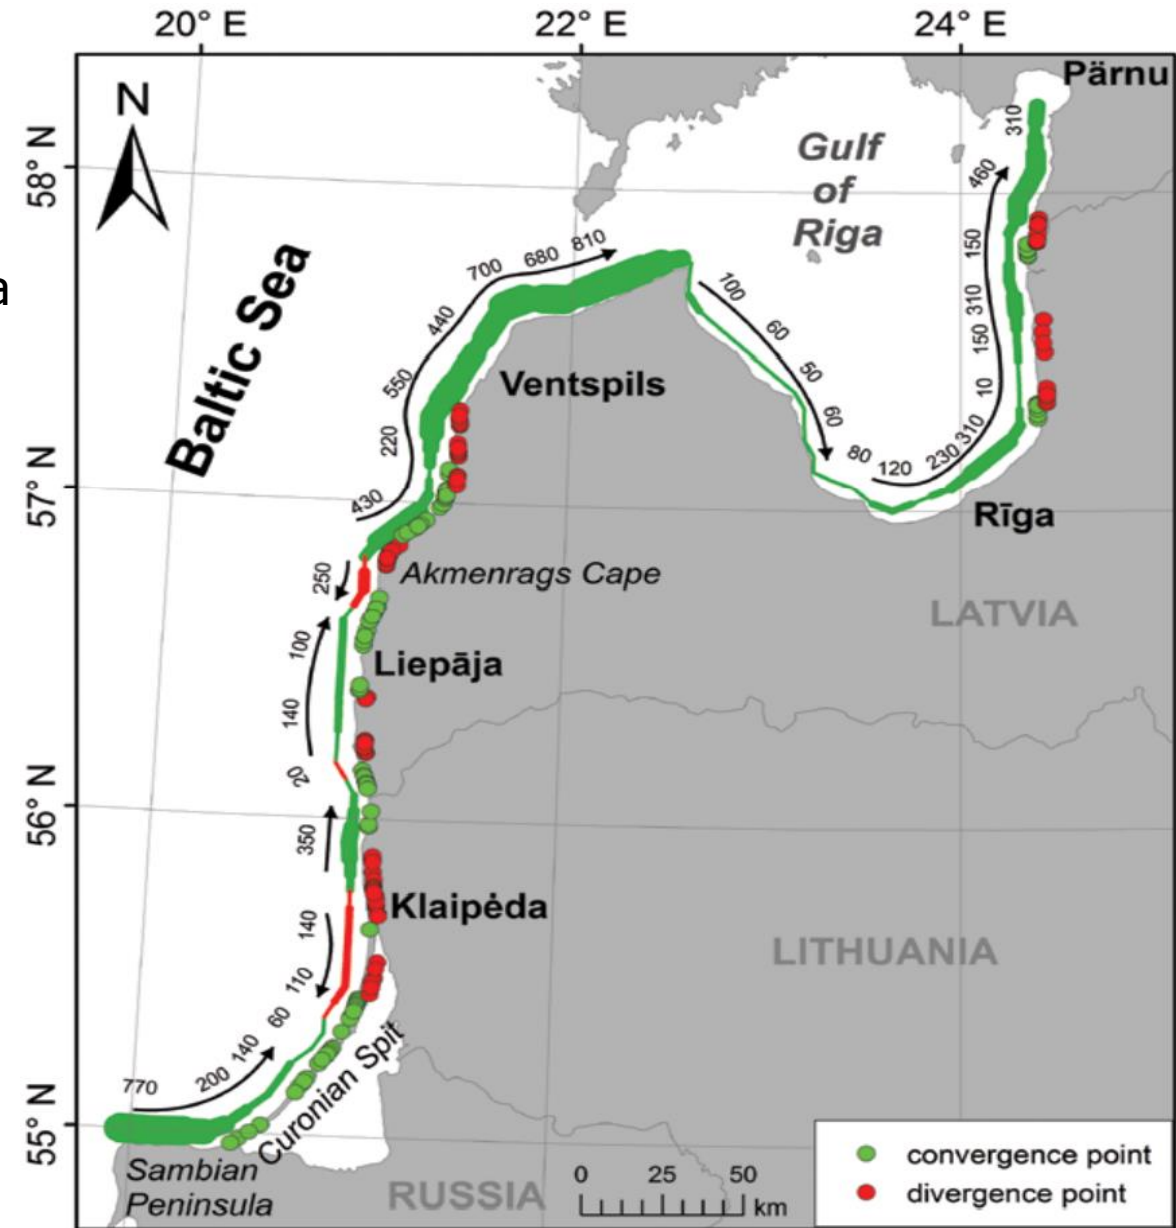 20° E
22° E
24° E
N
Pärnu
58° N
57° N
56° N
55° N
a
Baltic Sea
Gulf
of
Riga
310
460
150
310
150
10
310
230
120
80
60
50
60
100
810
680
700
440
550
220
430
250
100
140
20
350
140
110
60
140
200
770
Ventspils
Rīga
Akmenrags Cape
LATVIA
Liepāja
Klaipėda
LITHUANIA
Curonian Spit
Sambian
Peninsula
RUSSIA
0 25 50
km
convergence point
divergence point